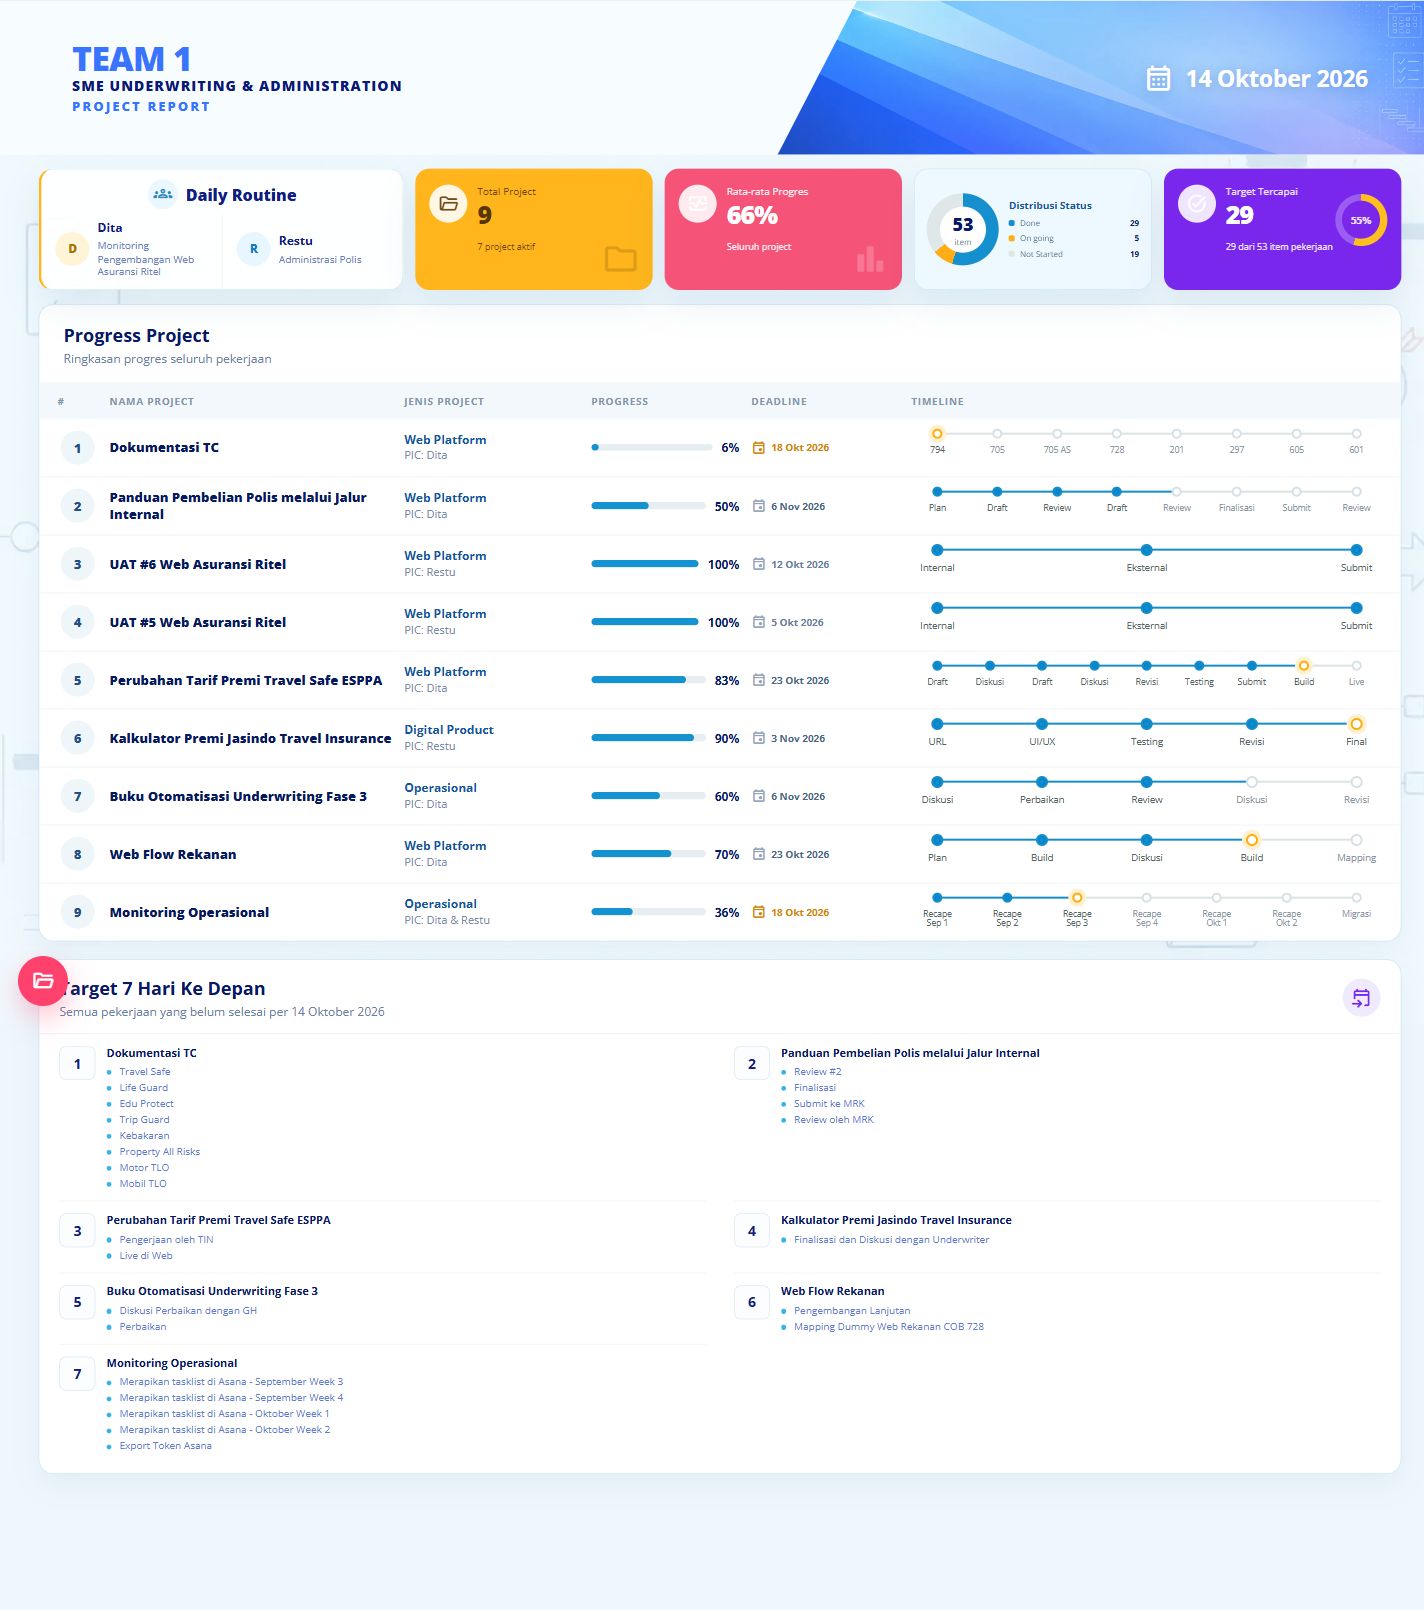 TEAM 1
SME UNDERWRITING & ADMINISTRATION
PROJECT REPORT
14 Oktober 2026
Daily Routine
D
Dita
Monitoring
Pengembangan Web
Asuransi Ritel
R
Restu
Administrasi Polis
Total Project
9
7 project aktif
Rata-rata Progres
66%
Seluruh project
53
item
Distribusi Status
Done 29
On going 5
Not Started 19
Target Tercapai
29
29 dari 53 item pekerjaan
55%
Progress Project
Ringkasan progres seluruh pekerjaan
# NAMA PROJECT JENIS PROJECT PROGRESS DEADLINE TIMELINE
1 Dokumentasi TC
Web Platform
PIC: Dita
6% 18 Okt 2026
794 705 705 AS 728 201 297 605 601
2 Panduan Pembelian Polis melalui Jalur
Internal
Web Platform
PIC: Dita
50% 6 Nov 2026
Plan Draft Review Draft Review Finalisasi Submit Review
3 UAT #6 Web Asuransi Ritel
Web Platform
PIC: Restu
100% 12 Okt 2026
Internal Eksternal Submit
4 UAT #5 Web Asuransi Ritel
Web Platform
PIC: Restu
100% 5 Okt 2026
Internal Eksternal Submit
5 Perubahan Tarif Premi Travel Safe ESPPA
Web Platform
PIC: Dita
83% 23 Okt 2026
Draft Diskusi Draft Diskusi Revisi Testing Submit Build Live
6 Kalkulator Premi Jasindo Travel Insurance
Digital Product
PIC: Restu
90% 3 Nov 2026
URL UI/UX Testing Revisi Final
7 Buku Otomatisasi Underwriting Fase 3
Operasional
PIC: Dita
60% 6 Nov 2026
Diskusi Perbaikan Review Diskusi Revisi
8 Web Flow Rekanan
Web Platform
PIC: Dita
70% 23 Okt 2026
Plan Build Diskusi Build Mapping
9 Monitoring Operasional
Operasional
PIC: Dita & Restu
36% 18 Okt 2026
Recape Recape Recape Recape Recape Recape Migrasi
Sep 1 Sep 2 Sep 3 Sep 4 Okt 1 Okt 2
Target 7 Hari Ke Depan
Semua pekerjaan yang belum selesai per 14 Oktober 2026
1 Dokumentasi TC
Travel Safe
Life Guard
Edu Protect
Trip Guard
Kebakaran
Property All Risks
Motor TLO
Mobil TLO
2 Panduan Pembelian Polis melalui Jalur Internal
Review #2
Finalisasi
Submit ke MRK
Review oleh MRK
3 Perubahan Tarif Premi Travel Safe ESPPA
Pengerjaan oleh TIN
Live di Web
4 Kalkulator Premi Jasindo Travel Insurance
Finalisasi dan Diskusi dengan Underwriter
5 Buku Otomatisasi Underwriting Fase 3
Diskusi Perbaikan dengan GH
Perbaikan
6 Web Flow Rekanan
Pengembangan Lanjutan
Mapping Dummy Web Rekanan COB 728
7 Monitoring Operasional
Merapikan tasklist di Asana - September Week 3
Merapikan tasklist di Asana - September Week 4
Merapikan tasklist di Asana - Oktober Week 1
Merapikan tasklist di Asana - Oktober Week 2
Export Token Asana